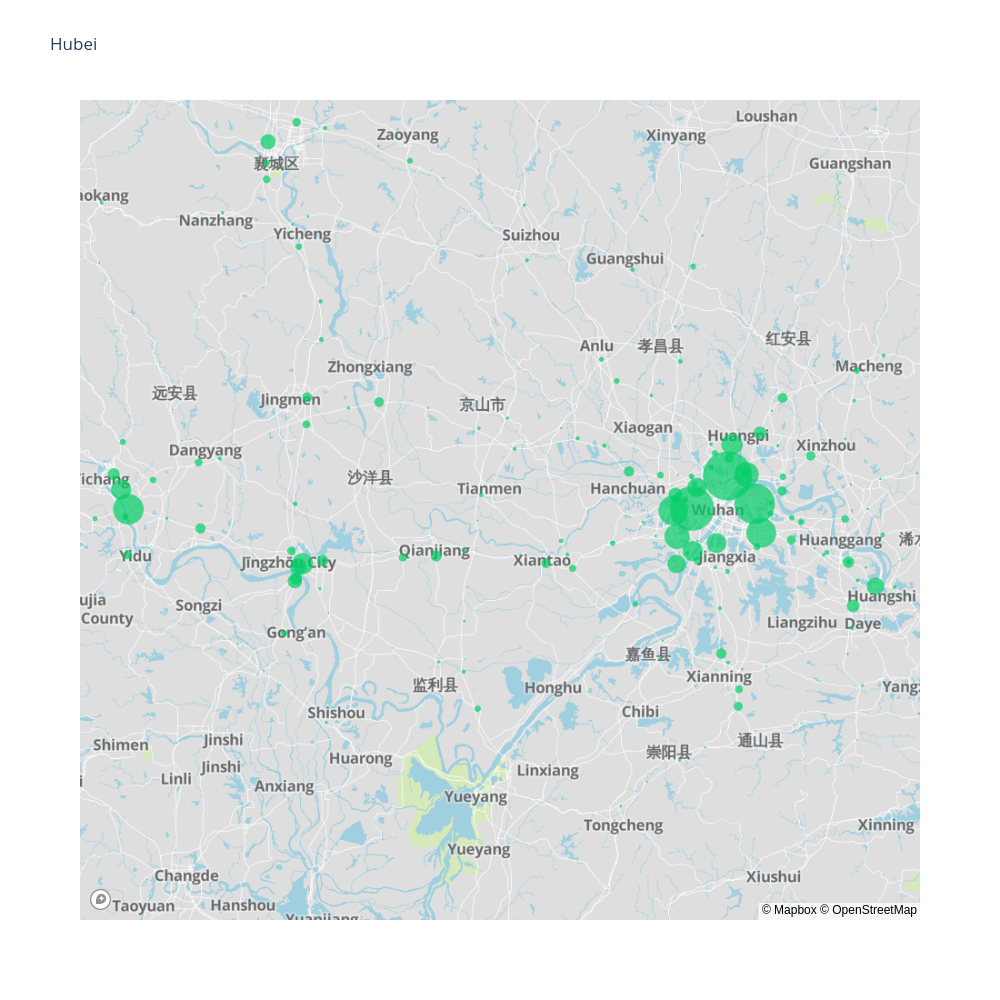 Hubei
Loushan
Zaoyang
Xinyang
Guangshan
襄城区
aokang
Nanzhang
Yicheng
Suizhou
Guangshui
Anlu
孝昌县
红安县
Zhongxiang
Macheng
远安县
Jingmen
京山市
Xiaogan
Huangpi
Xinzhou
Dangyang
沙洋县
Yichang
Tianmen
Hanchuan
Wuhan
Huanggang
浠水
Yidu
Jīngzhōu City
Qianjiang
Xiantao
Jiangxia
ujia
County
Songzi
Huangshi
Gong'an
Liangzihu
Daye
嘉鱼县
监利县
Honghu
Xianning
Yang
Shishou
Chibi
Shimen
Jinshi
崇阳县
通山县
Huarong
Jinshi
Linxiang
Linli
Anxiang
Yueyang
Tongcheng
Xinning
Yueyang
Changde
Xiushui
Taoyuan
Hanshou
Yuanjiang
© Mapbox © OpenStreetMap